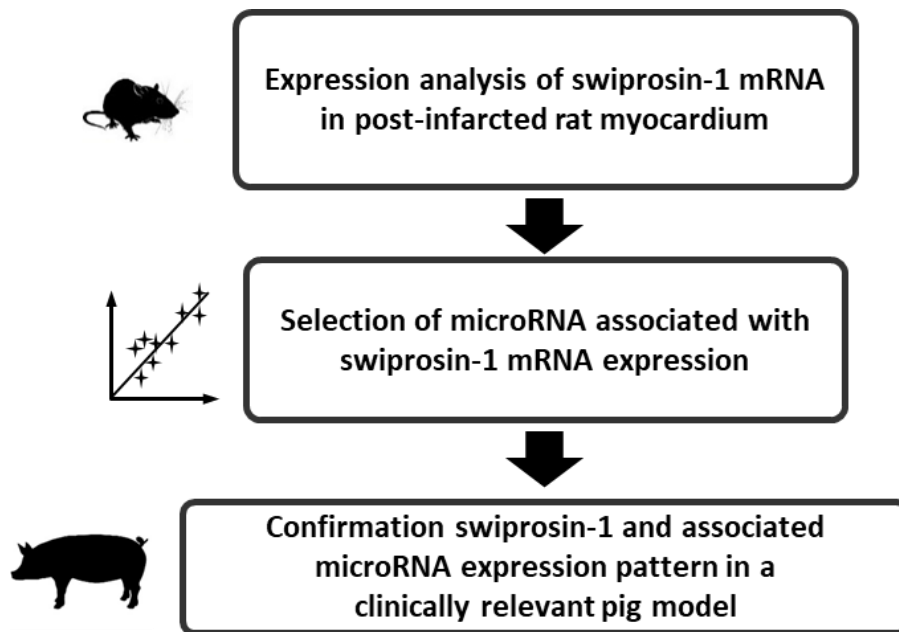 Expression analysis of swiprosin-1 mRNA
in post-infarcted rat myocardium
Selection of microRNA associated with
swiprosin-1 mRNA expression
Confirmation swiprosin-1 and associated
microRNA expression pattern in a
clinically relevant pig model